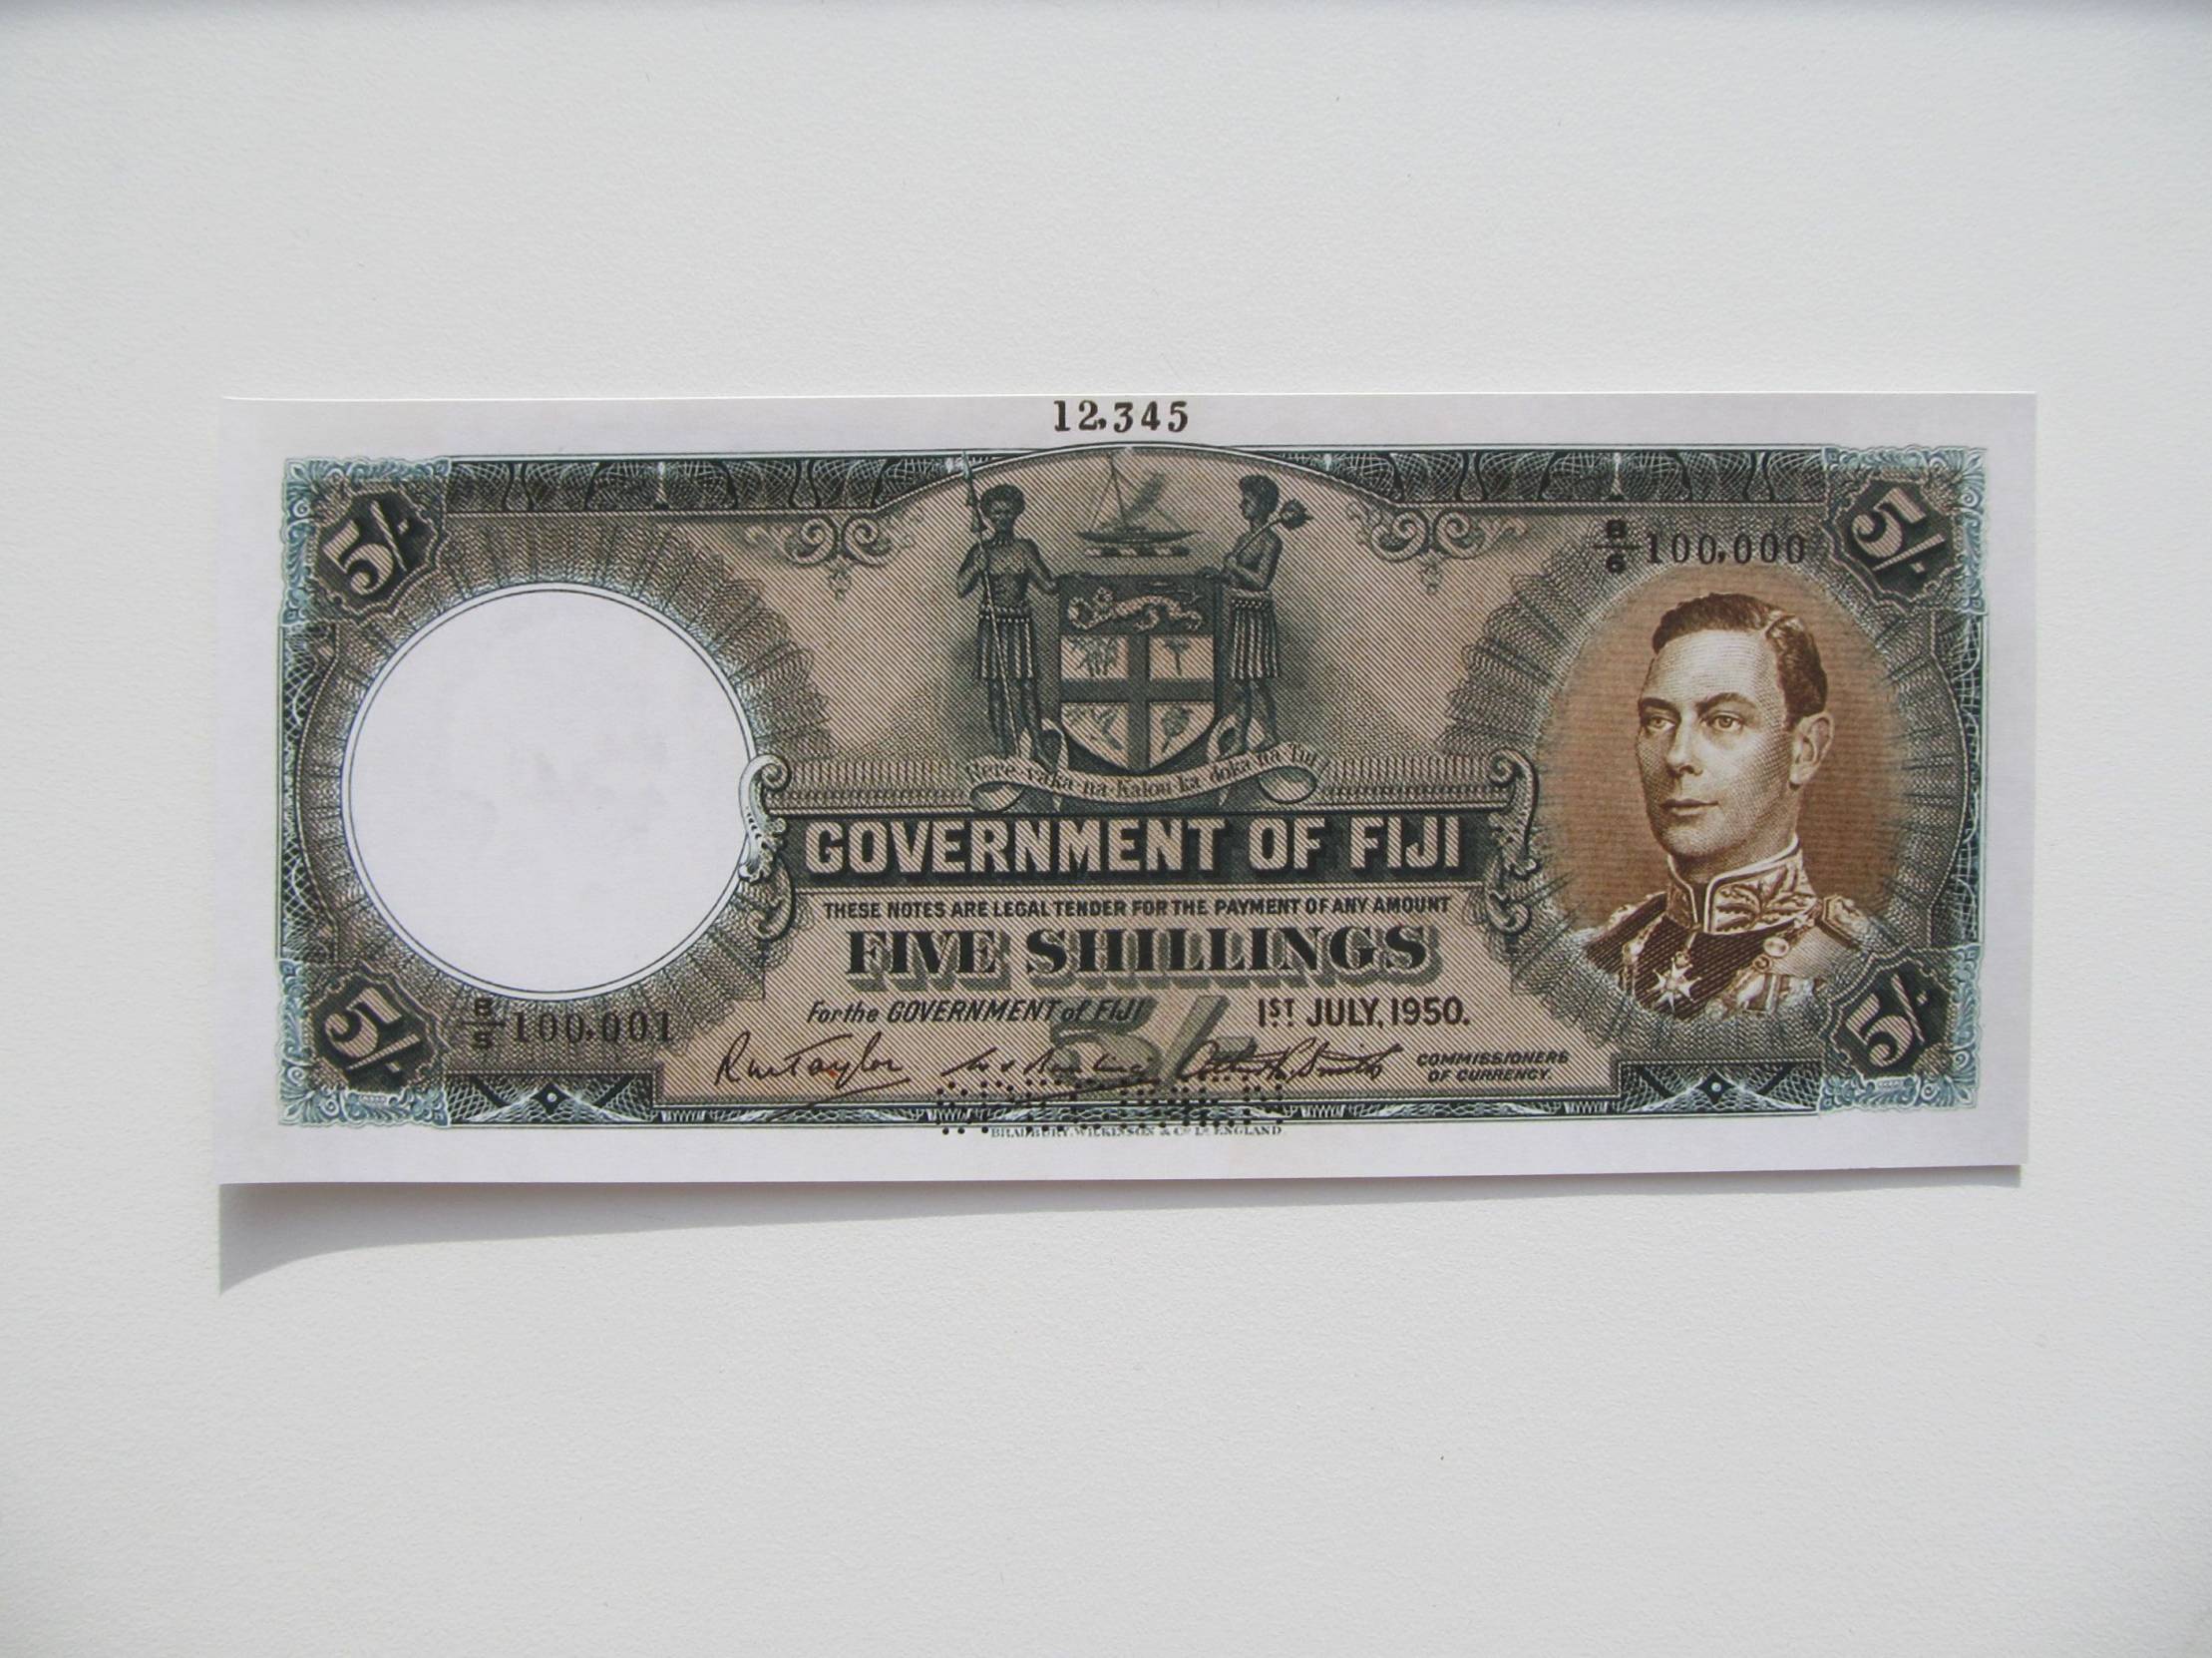 12,345
5/- 5/-
B/6 100,000
Rere vaka na Kalou ka doka na Tui
GOVERNMENT OF FIJI
THESE NOTES ARE LEGAL TENDER FOR THE PAYMENT OF ANY AMOUNT
FIVE SHILLINGS
For the GOVERNMENT of FIJI 1ST JULY, 1950.
B/5 100,001
5/-
COMMISSIONERS
OF CURRENCY.
5/- 5/-
BRADBURY, WILKINSON & Co Ld ENGLAND